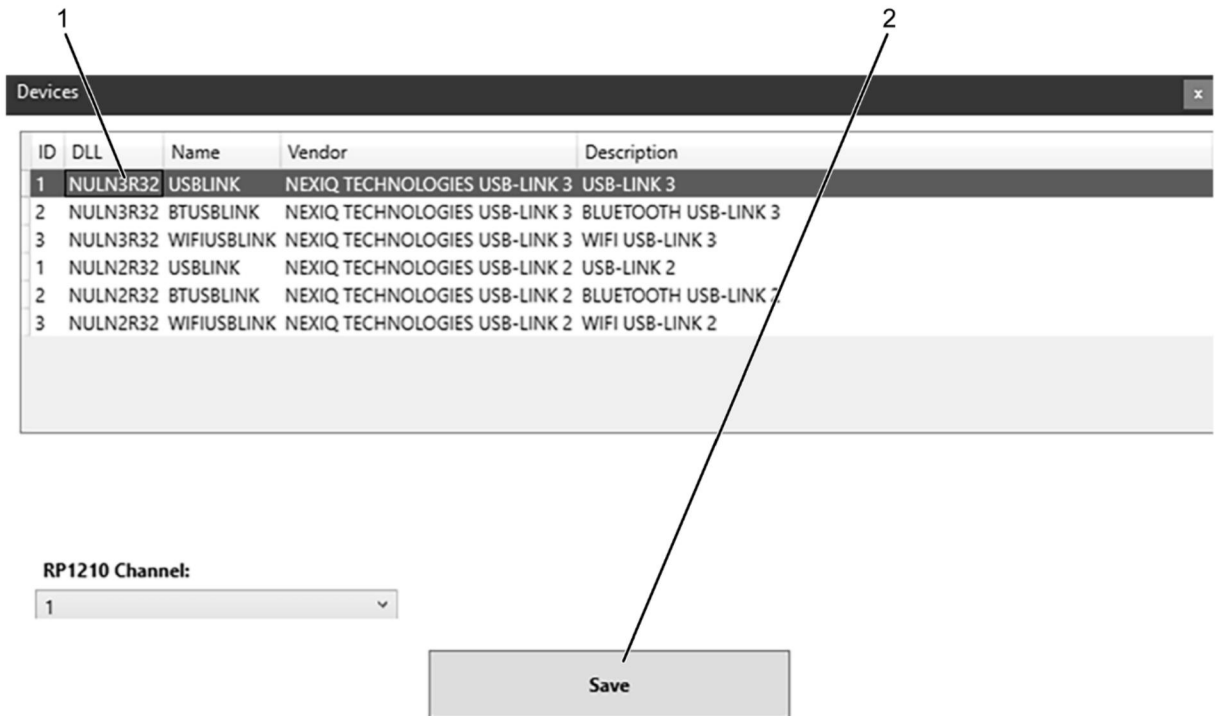 1 2
Devices x
ID DLL Name Vendor Description
1 NULN3R32 USBLINK NEXIQ TECHNOLOGIES USB-LINK 3 USB-LINK 3
2 NULN3R32 BTUSBLINK NEXIQ TECHNOLOGIES USB-LINK 3 BLUETOOTH USB-LINK 3
3 NULN3R32 WIFIUSBLINK NEXIQ TECHNOLOGIES USB-LINK 3 WIFI USB-LINK 3
1 NULN2R32 USBLINK NEXIQ TECHNOLOGIES USB-LINK 2 USB-LINK 2
2 NULN2R32 BTUSBLINK NEXIQ TECHNOLOGIES USB-LINK 2 BLUETOOTH USB-LINK 2
3 NULN2R32 WIFIUSBLINK NEXIQ TECHNOLOGIES USB-LINK 2 WIFI USB-LINK 2
RP1210 Channel:
1
Save